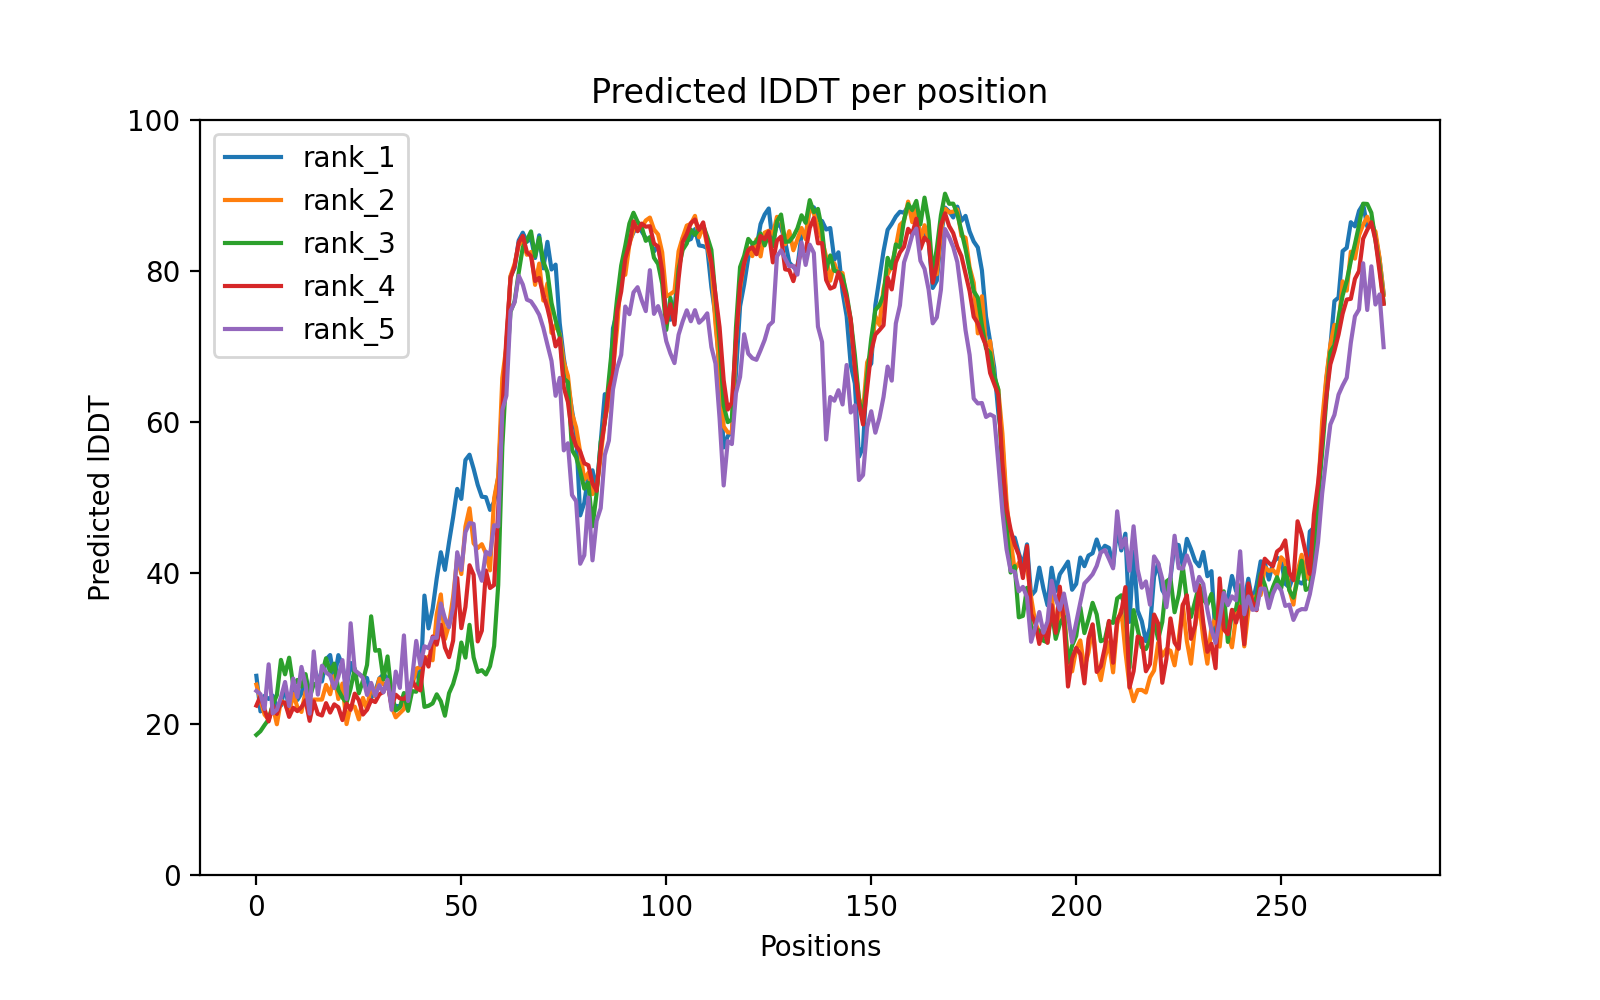 Predicted lDDT per position
100
80
60
40
20
0
Predicted lDDT
rank_1
rank_2
rank_3
rank_4
rank_5
0 50 100 150 200 250
Positions